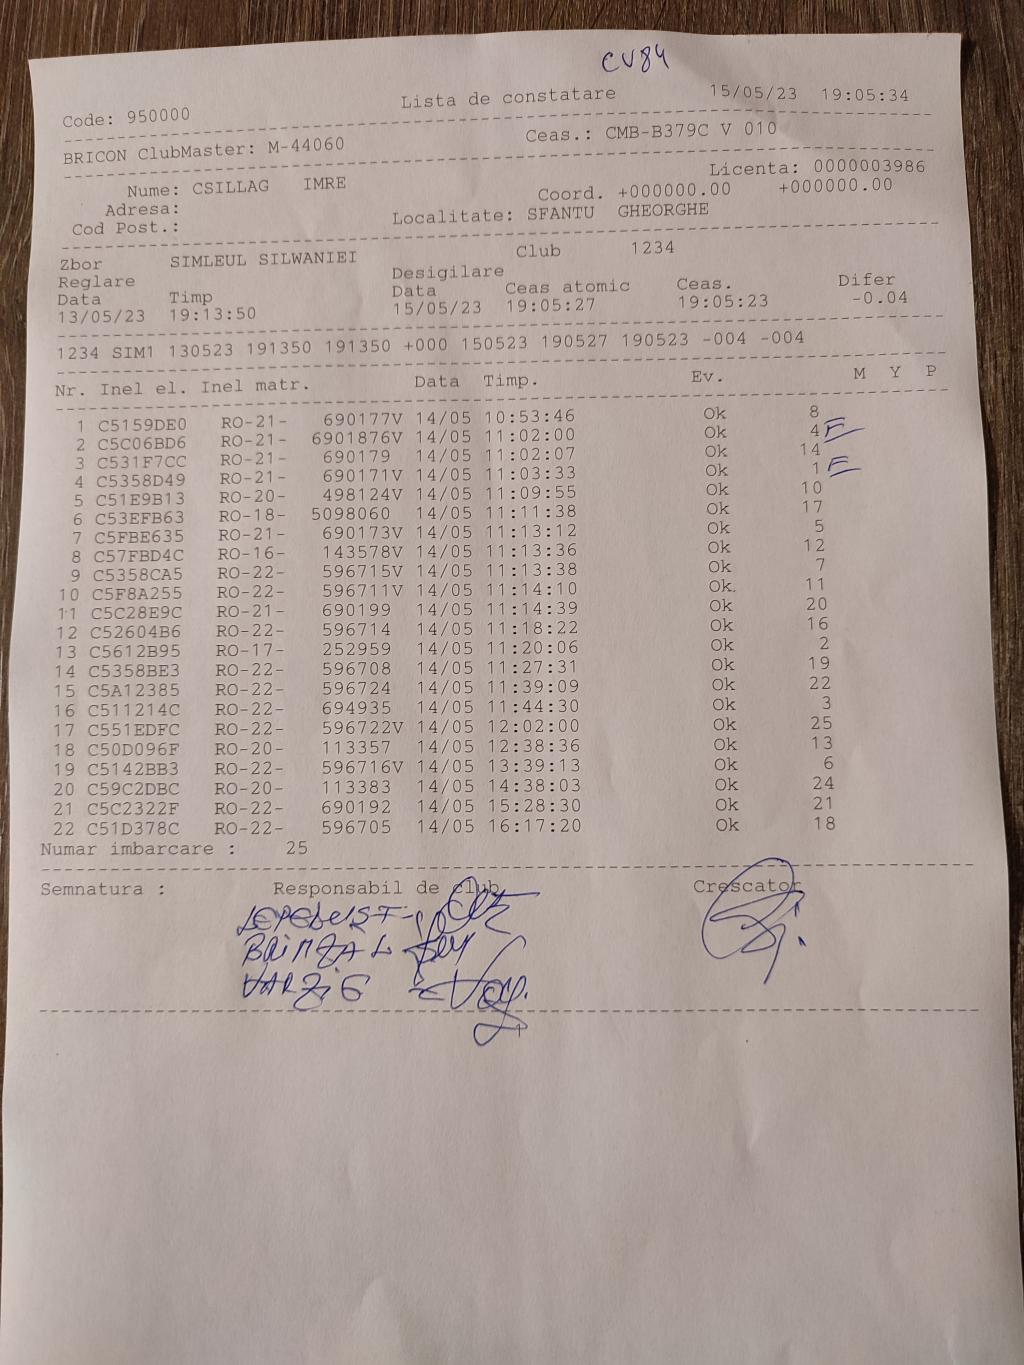 CV84
Code: 950000 Lista de constatare 15/05/23 19:05:34
BRICON ClubMaster: M-44060 Ceas.: CMB-B379C V 010
Licenta: 0000003986
Nume: CSILLAG IMRE Coord. +000000.00 +000000.00
Adresa:
Cod Post.: Localitate: SFANTU GHEORGHE
Zbor SIMLEUL SILWANIEI Club 1234
Reglare Desigilare
Data Timp Data Ceas atomic Ceas. Difer
13/05/23 19:13:50 15/05/23 19:05:27 19:05:23 -0.04
1234 SIM1 130523 191350 191350 +000 150523 190527 190523 -004 -004
Nr. Inel el. Inel matr. Data Timp. Ev. M Y P
1 C5159DE0 RO-21- 690177V 14/05 10:53:46 Ok 8
2 C5C06BD6 RO-21- 6901876V 14/05 11:02:00 Ok 4 F
3 C531F7CC RO-21- 690179 14/05 11:02:07 Ok 14
4 C5358D49 RO-21- 690171V 14/05 11:03:33 Ok 1 F
5 C51E9B13 RO-20- 498124V 14/05 11:09:55 Ok 10
6 C53EFB63 RO-18- 5098060 14/05 11:11:38 Ok 17
7 C5FBE635 RO-21- 690173V 14/05 11:13:12 Ok 5
8 C57FBD4C RO-16- 143578V 14/05 11:13:36 Ok 12
9 C5358CA5 RO-22- 596715V 14/05 11:13:38 Ok 7
10 C5F8A255 RO-22- 596711V 14/05 11:14:10 Ok. 11
11 C5C28E9C RO-21- 690199 14/05 11:14:39 Ok 20
12 C52604B6 RO-22- 596714 14/05 11:18:22 Ok 16
13 C5612B95 RO-17- 252959 14/05 11:20:06 Ok 2
14 C5358BE3 RO-22- 596708 14/05 11:27:31 Ok 19
15 C5A12385 RO-22- 596724 14/05 11:39:09 Ok 22
16 C511214C RO-22- 694935 14/05 11:44:30 Ok 3
17 C551EDFC RO-22- 596722V 14/05 12:02:00 Ok 25
18 C50D096F RO-20- 113357 14/05 12:38:36 Ok 13
19 C5142BB3 RO-22- 596716V 14/05 13:39:13 Ok 6
20 C59C2DBC RO-20- 113383 14/05 14:38:03 Ok 24
21 C5C2322F RO-22- 690192 14/05 15:28:30 Ok 21
22 C51D378C RO-22- 596705 14/05 16:17:20 Ok 18
Numar imbarcare : 25
Semnatura : Responsabil de club Crescator